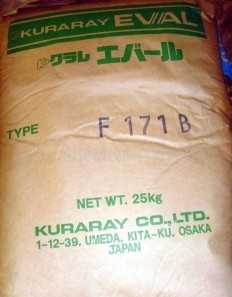 KURARAY EVAL
クラレ エバール
TYPE F171B
NET WT. 25kg
KURARAY CO., LTD.
1-12-39, UMEDA, KITA-KU, OSAKA
JAPAN